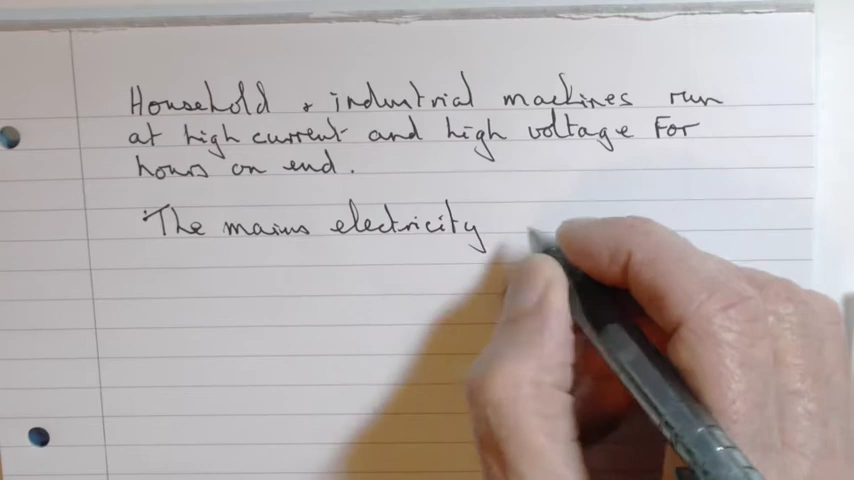 Household + industrial machines run
at high current and high voltage for
hours on end.
The mains electricity